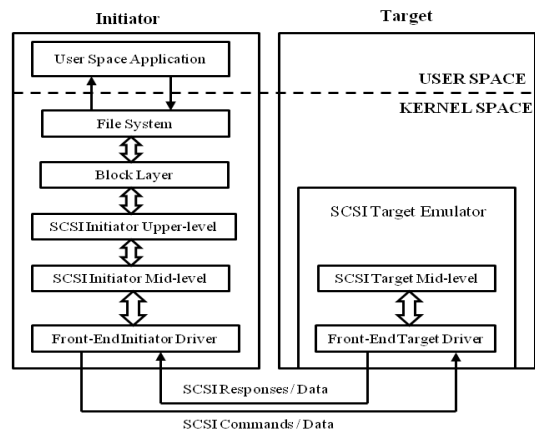 Initiator
Target
User Space Application
USER SPACE
KERNEL SPACE
File System
Block Layer
SCSI Initiator Upper-level
SCSI Initiator Mid-level
Front-End Initiator Driver
SCSI Target Emulator
SCSI Target Mid-level
Front-End Target Driver
SCSI Responses / Data
SCSI Commands / Data